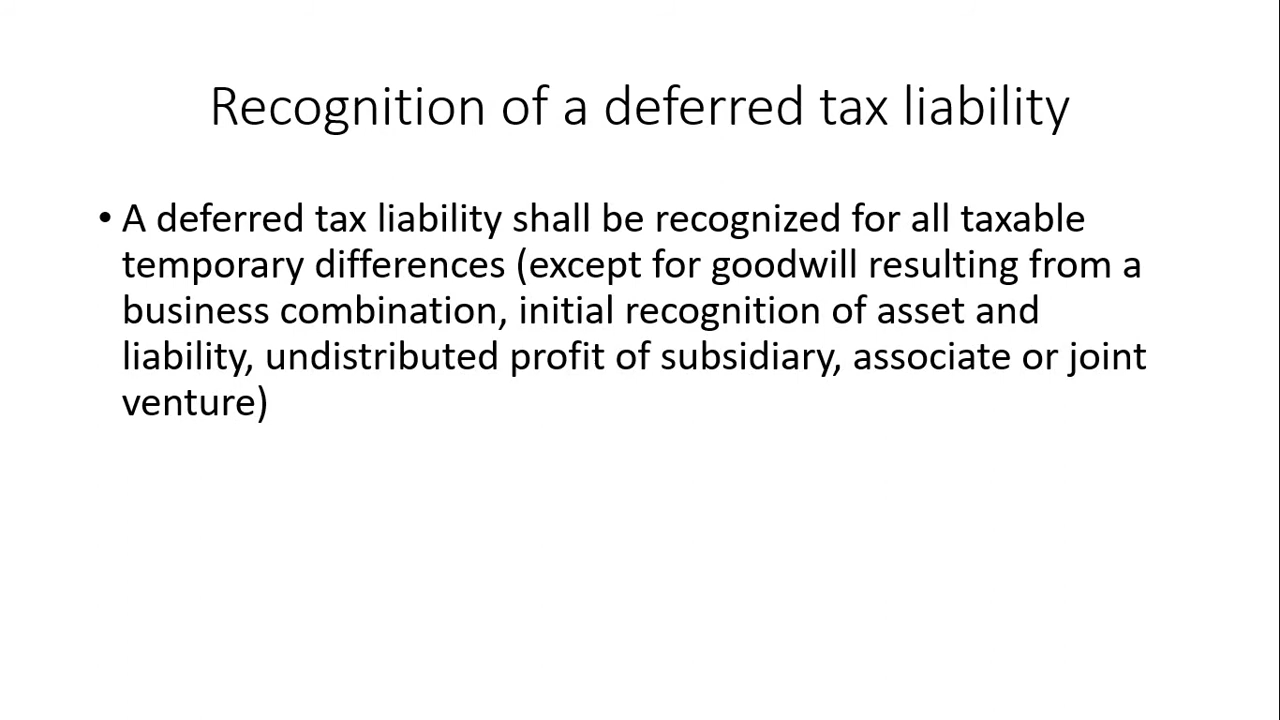 Recognition of a deferred tax liability
• A deferred tax liability shall be recognized for all taxable
temporary differences (except for goodwill resulting from a
business combination, initial recognition of asset and
liability, undistributed profit of subsidiary, associate or joint
venture)